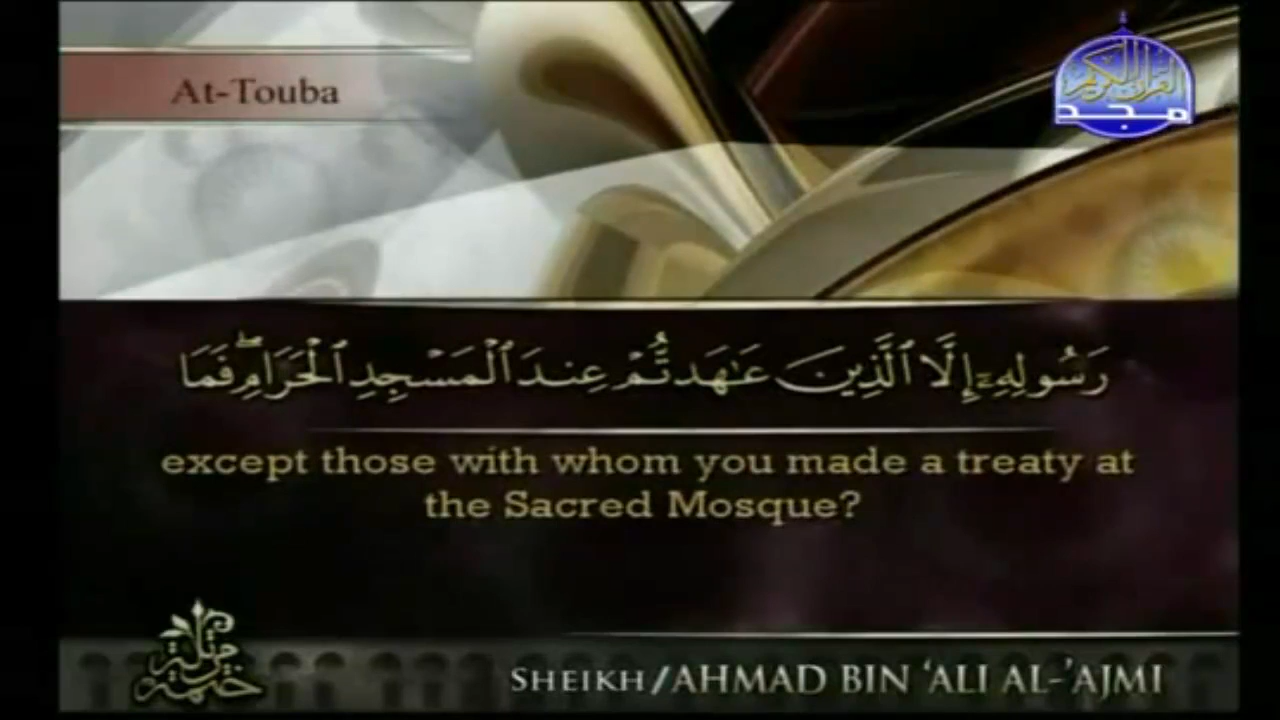 At-Touba
القرآن الكريم
مجد
رَسُولِهِۦٓ إِلَّا ٱلَّذِينَ عَـٰهَدتُّمْ عِندَ ٱلْمَسْجِدِ ٱلْحَرَامِ ۖ فَمَا
except those with whom you made a treaty at
the Sacred Mosque?
ختمة مرتلة
SHEIKH/AHMAD BIN ‘ALI AL-’AJMI